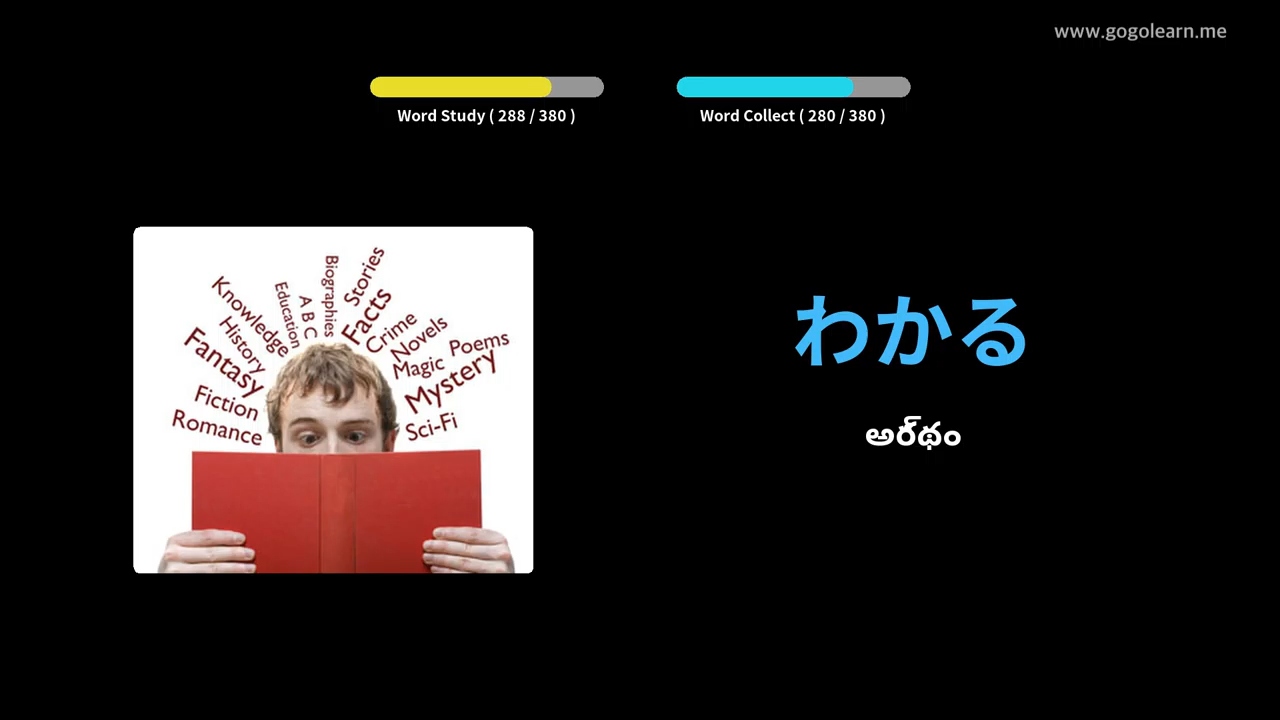 www.gogolearn.me
Word Study ( 288 / 380 )
Word Collect ( 280 / 380 )
Romance
Fiction
Fantasy
History
Knowledge
Education
A B C
Biographies
Stories
Facts
Crime
Novels
Magic
Poems
Mystery
Sci-Fi
わかる
అర్‌థం